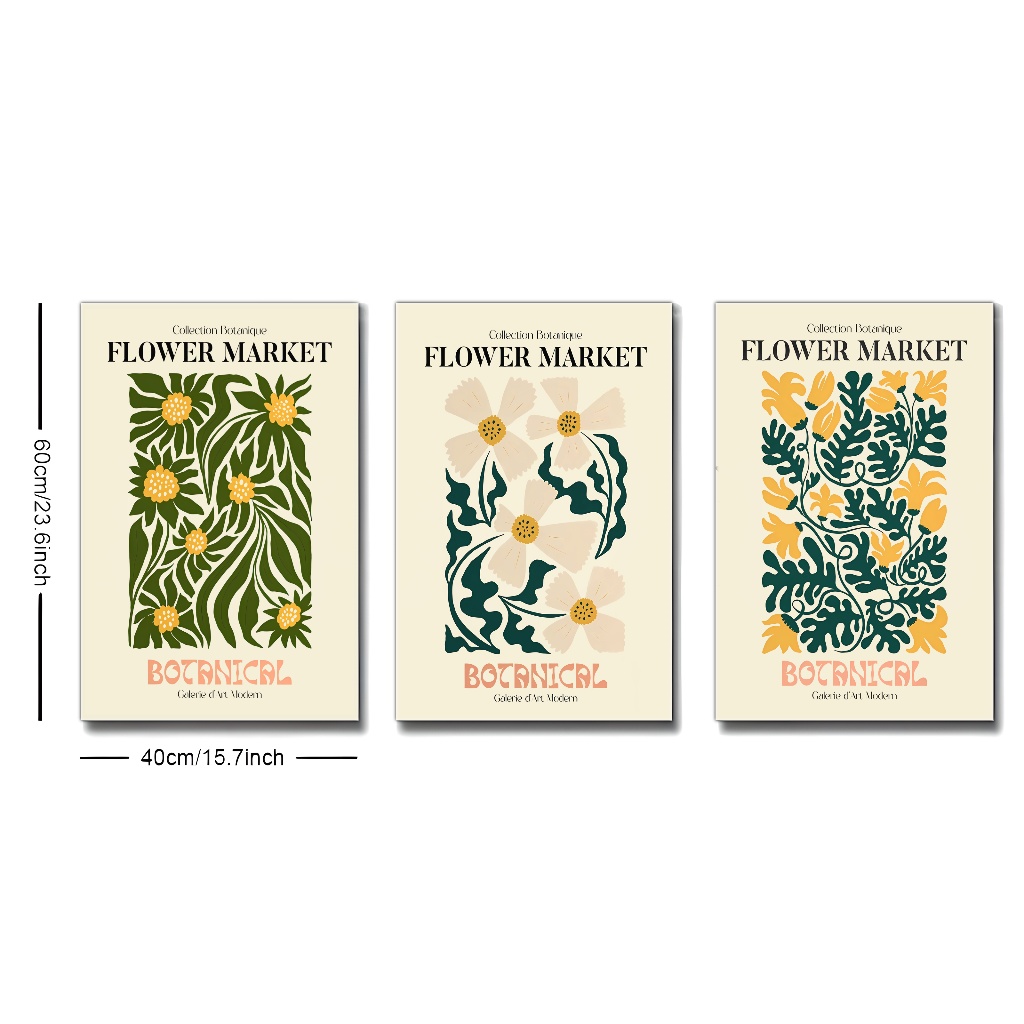 Collection Botanique
FLOWER MARKET
BOTANICAL
Galerie d'Art Modern
Collection Botanique
FLOWER MARKET
BOTANICAL
Galerie d'Art Modern
Collection Botanique
FLOWER MARKET
BOTANICAL
Galerie d'Art Modern
60cm/23.6inch
40cm/15.7inch